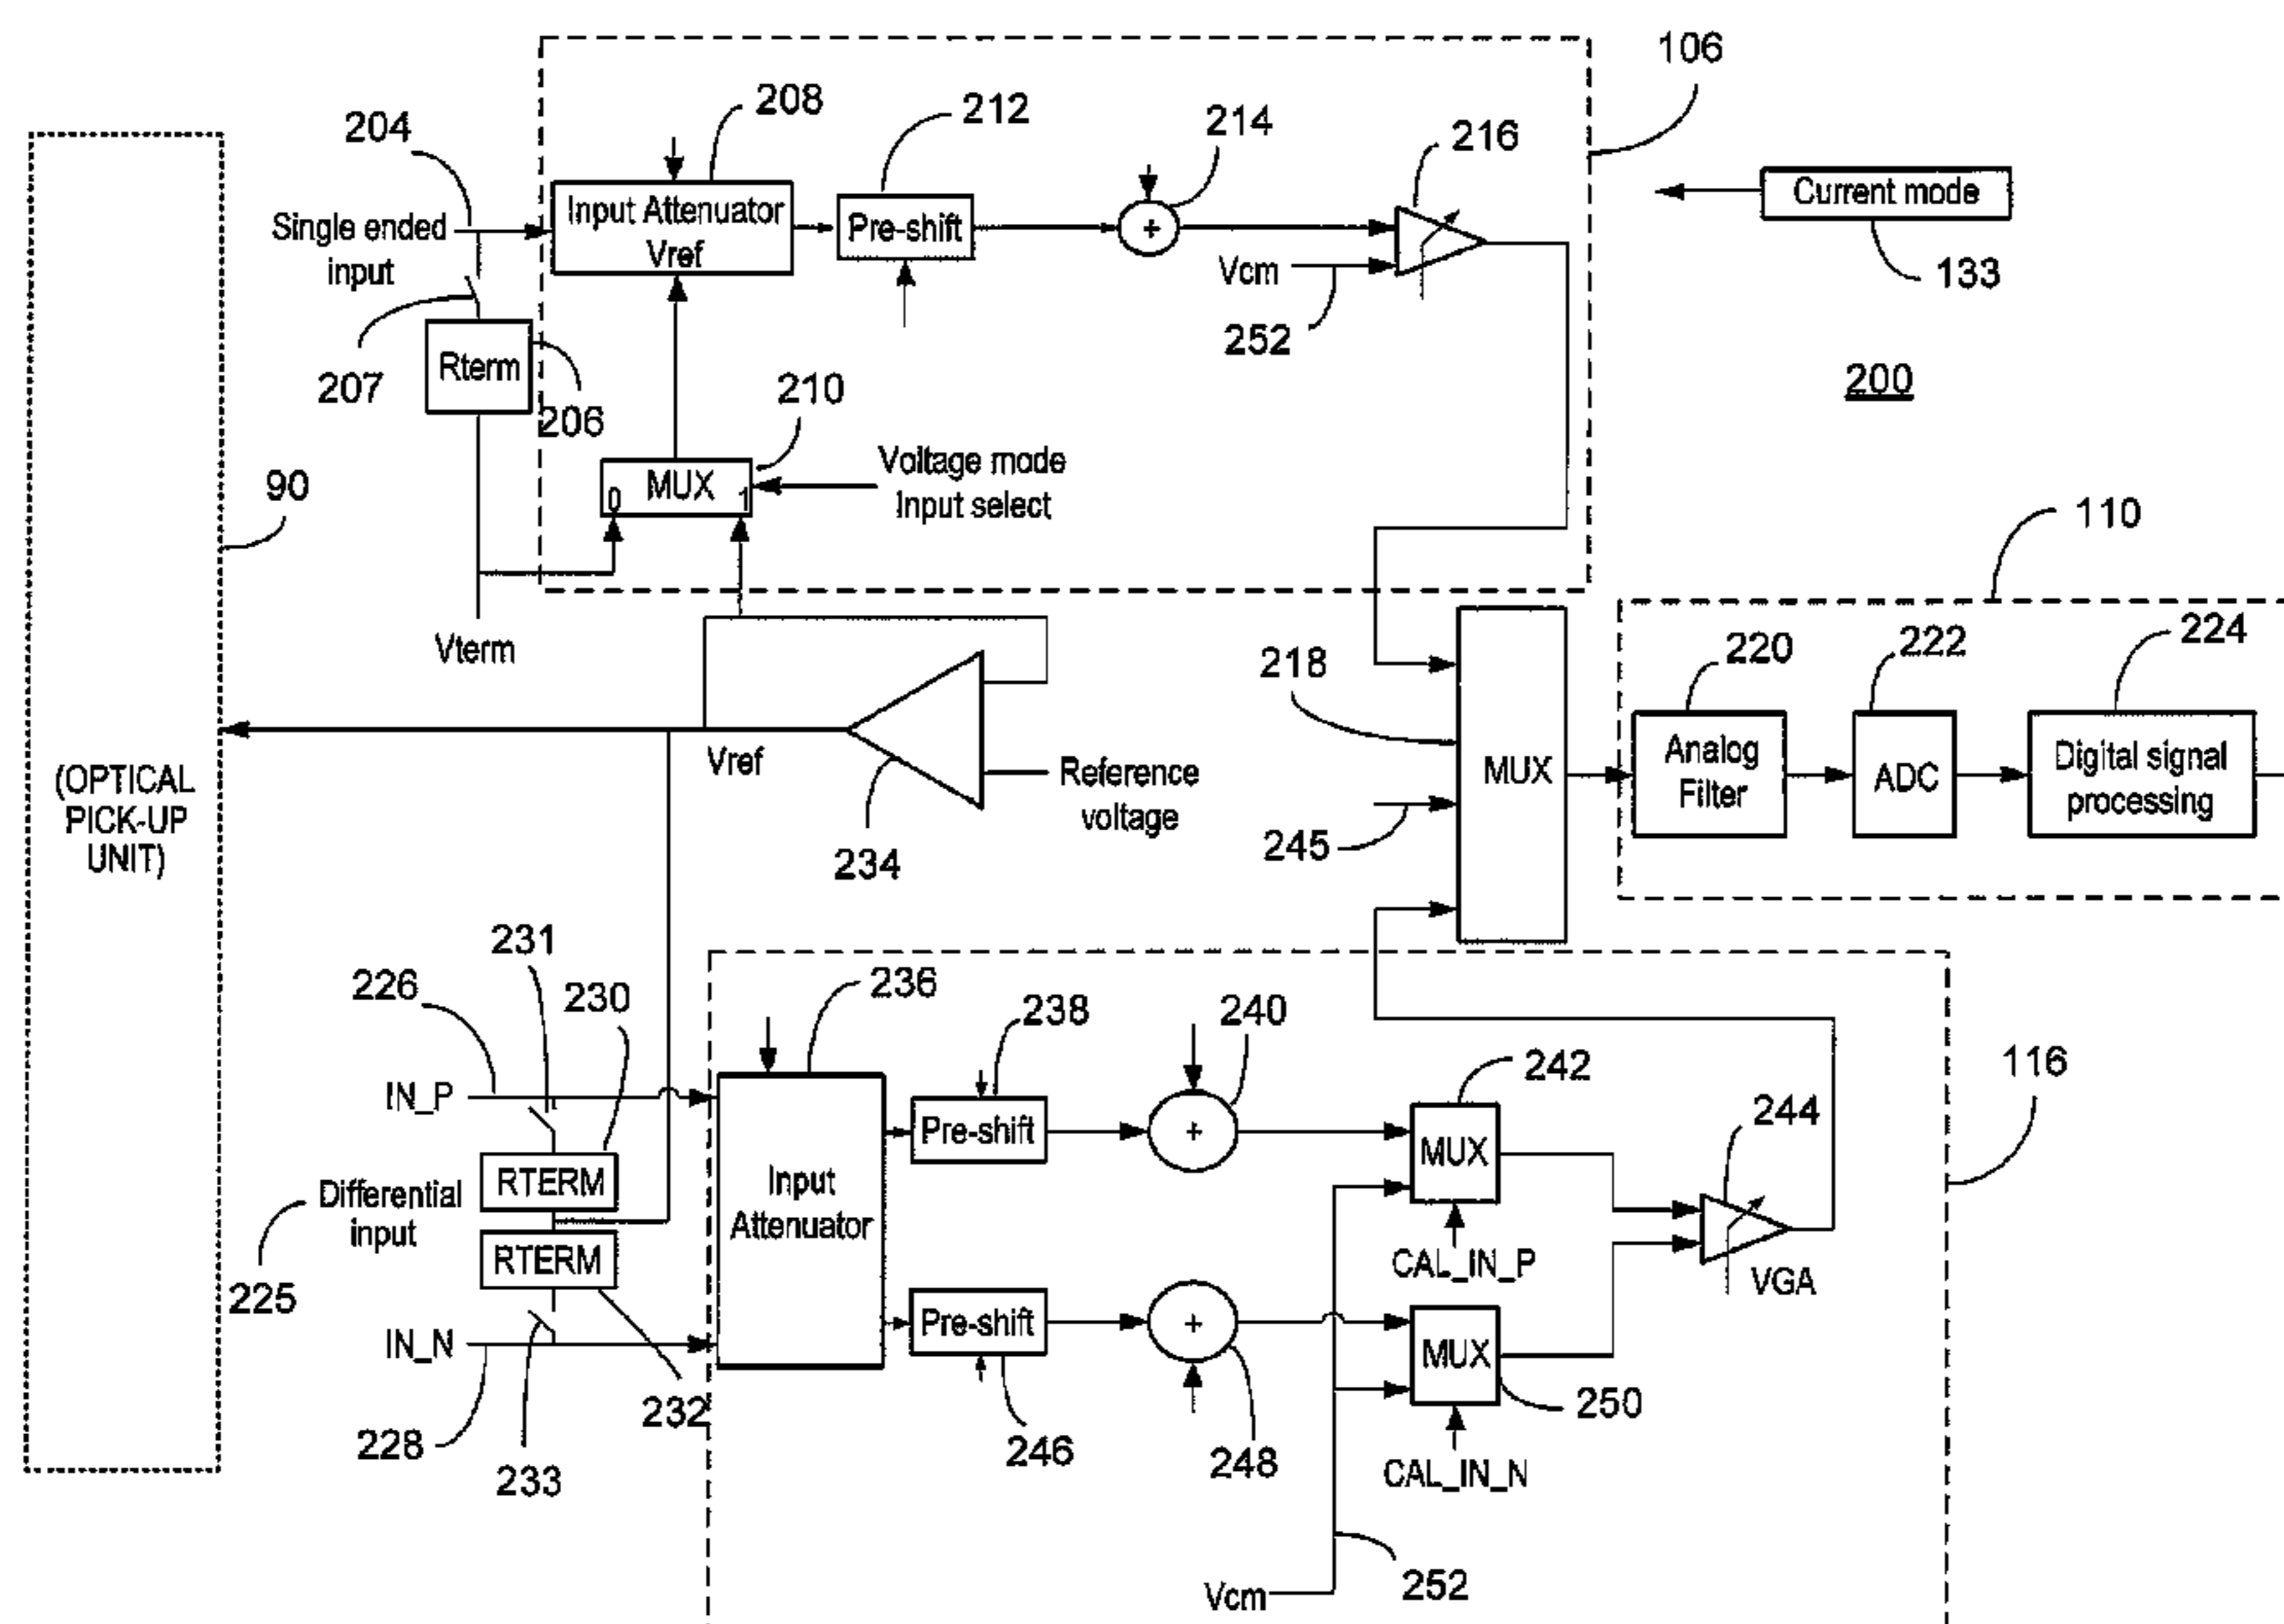 106
204
208
212
214
216
Single ended
input
Input Attenuator
Vref
Pre-shift
+
Current mode
133
Vcm
252
207
Rterm
206
200
210
90
0
MUX
1
Voltage mode
Input select
110
Vterm
218
220
222
224
Vref
Reference
voltage
234
245
MUX
Analog
Filter
ADC
Digital signal
processing
(OPTICAL
PICK-UP
UNIT)
231
226
230
236
238
240
242
244
116
IN_P
Pre-shift
+
MUX
RTERM
Differential
input
225
RTERM
Input
Attenuator
CAL_IN_P
VGA
IN_N
Pre-shift
+
MUX
250
232
228
233
246
248
CAL_IN_N
Vcm
252